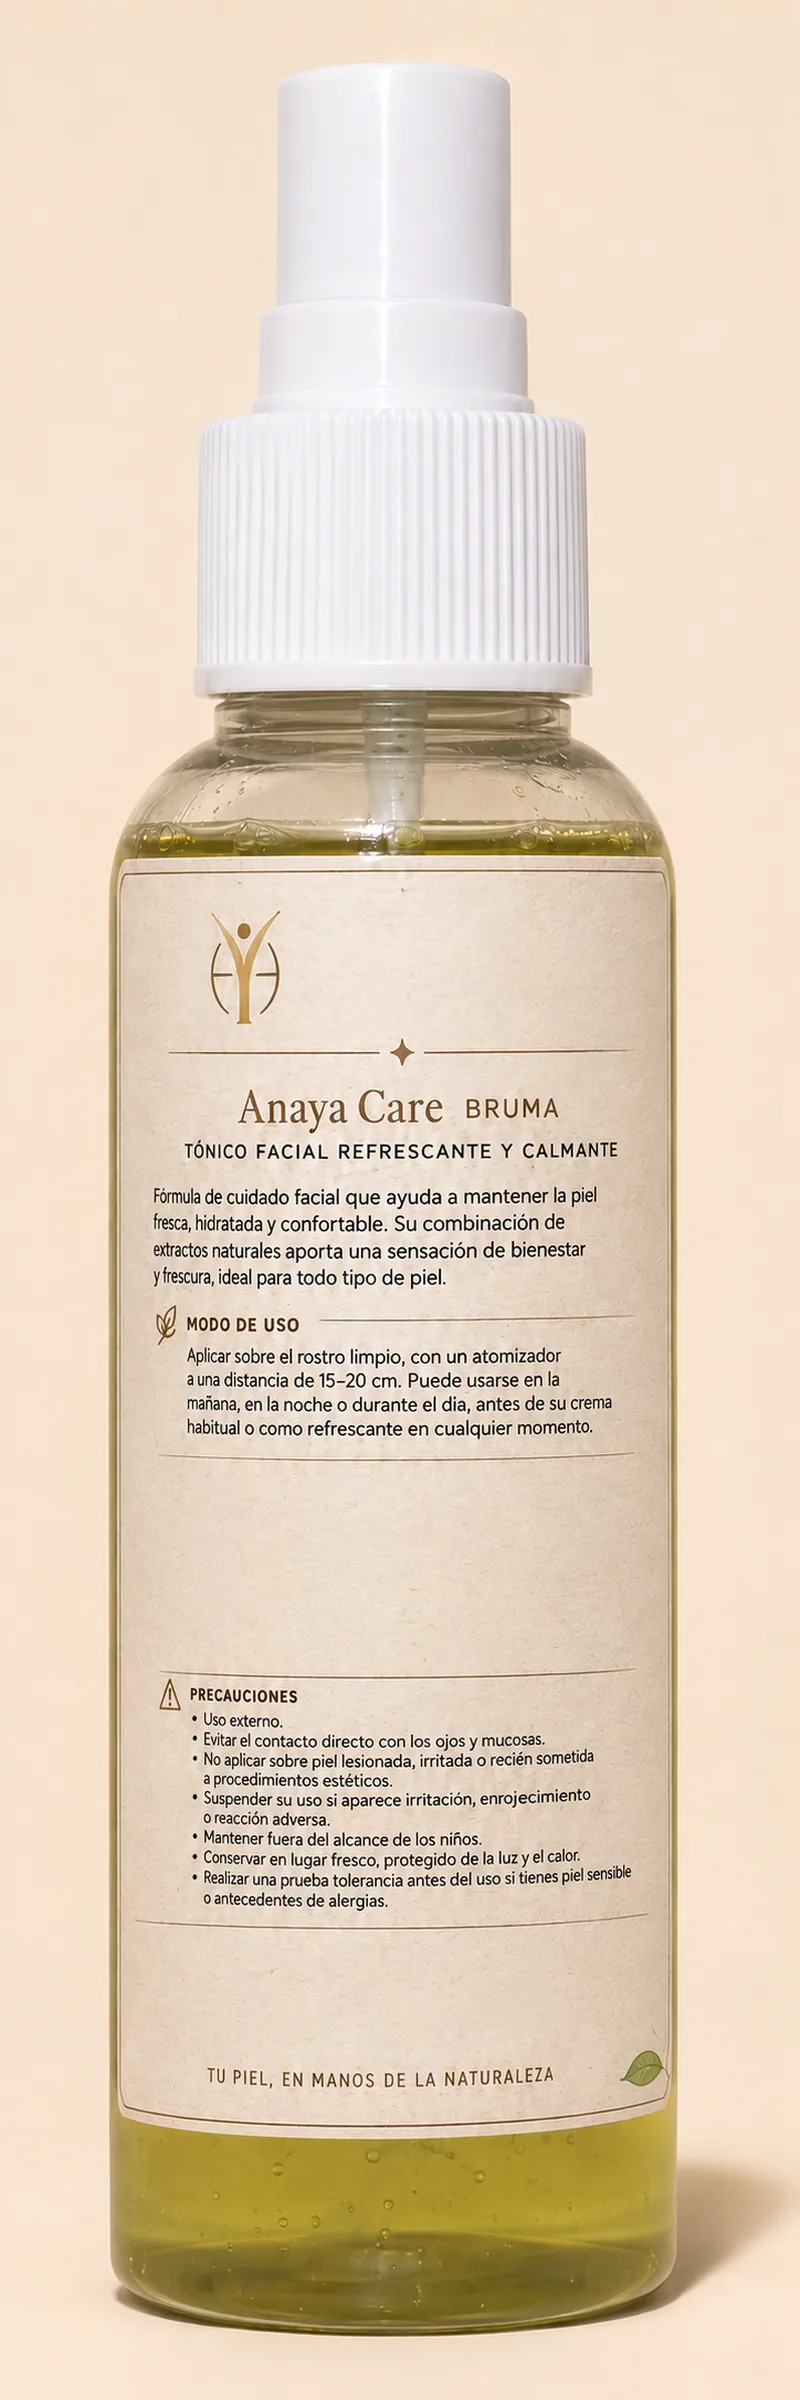 Anaya Care BRUMA
TÓNICO FACIAL REFRESCANTE Y CALMANTE
Fórmula de cuidado facial que ayuda a mantener la piel
fresca, hidratada y confortable. Su combinación de
extractos naturales aporta una sensación de bienestar
y frescura, ideal para todo tipo de piel.
MODO DE USO
Aplicar sobre el rostro limpio, con un atomizador
a una distancia de 15–20 cm. Puede usarse en la
mañana, en la noche o durante el dia, antes de su crema
habitual o como refrescante en cualquier momento.
PRECAUCIONES
• Uso externo.
• Evitar el contacto directo con los ojos y mucosas.
• No aplicar sobre piel lesionada, irritada o recién sometida
a procedimientos estéticos.
• Suspender su uso si aparece irritación, enrojecimiento
o reacción adversa.
• Mantener fuera del alcance de los niños.
• Conservar en lugar fresco, protegido de la luz y el calor.
• Realizar una prueba tolerancia antes del uso si tienes piel sensible
o antecedentes de alergias.
TU PIEL, EN MANOS DE LA NATURALEZA